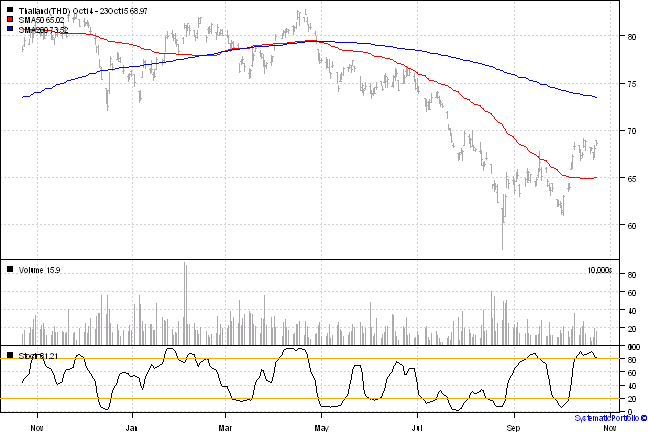 Thailand(THD) Oct14 - 23Oct15 68.97
SMA50 65.02
SMA200 73.52
80
75
70
65
60
Volume 15.9
10,000s
80
60
40
20
0
Stoch 81.21
100
80
60
40
20
0
Nov Jan Mar May Jul Sep Nov
SystematicPortfolio ©